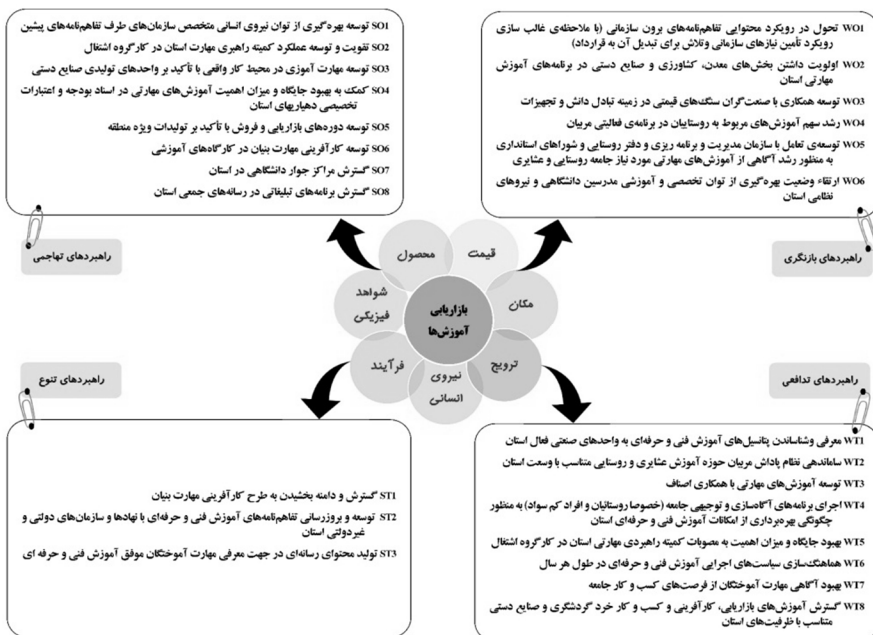 WO1 تحول در رویکرد محتوایی تفاهم‌نامه‌های برون سازمانی (با ملاحظه‌ی غالب سازی
رویکرد تأمین نیازهای سازمانی وتلاش برای تبدیل آن به قرارداد)
WO2 اولویت داشتن بخش‌های معدن، کشاورزی و صنایع دستی در برنامه‌های آموزش
مهارتی استان
WO3 توسعه همکاری با صنعت‌گران سنگ‌های قیمتی در زمینه تبادل دانش و تجهیزات
WO4 رشد سهم آموزش‌های مربوط به روستاییان در برنامه‌ی فعالیتی مربیان
WO5 توسعه‌ی تعامل با سازمان مدیریت و برنامه ریزی و دفتر روستایی و شوراهای استانداری
به منظور رشد آگاهی از آموزش‌های مهارتی مورد نیاز جامعه روستایی و عشایری
WO6 ارتقاء وضعیت بهره‌گیری از توان تخصصی و آموزشی مدرسین دانشگاهی و نیروهای
نظامی استان
راهبردهای بازنگری
SO1 توسعه بهره‌گیری از توان نیروی انسانی متخصص سازمان‌های طرف تفاهم‌نامه‌های پیشین
SO2 تقویت و توسعه عملکرد کمیته راهبری مهارت استان در کارگروه اشتغال
SO3 توسعه مهارت آموزی در محیط کار واقعی با تأکید بر واحدهای تولیدی صنایع دستی
SO4 کمک به بهبود جایگاه و میزان اهمیت آموزش‌های مهارتی در اسناد بودجه و اعتبارات
تخصیصی دهیاریهای استان
SO5 توسعه دوره‌های بازاریابی و فروش با تأکید بر تولیدات ویژه منطقه
SO6 توسعه کارآفرینی مهارت بنیان در کارگاه‌های آموزشی
SO7 گسترش مراکز جوار دانشگاهی در استان
SO8 گسترش برنامه‌های تبلیغاتی در رسانه‌های جمعی استان
راهبردهای تهاجمی
قیمت
محصول
مکان
شواهد
فیزیکی
بازاریابی
آموزش‌ها
ترویج
نیروی
انسانی
فرآیند
راهبردهای تدافعی
WT1 معرفی وشناساندن پتانسیل‌های آموزش فنی و حرفه‌ای به واحدهای صنعتی فعال استان
WT2 ساماندهی نظام پاداش مربیان حوزه آموزش عشایری و روستایی متناسب با وسعت استان
WT3 توسعه آموزش‌های مهارتی با همکاری اصناف
WT4 اجرای برنامه‌های آگاه‌سازی و توجیهی جامعه (خصوصا روستائیان و افراد کم سواد) به منظور
چگونگی بهره‌برداری از امکانات آموزش فنی و حرفه‌ای استان
WT5 بهبود جایگاه و میزان اهمیت به مصوبات کمیته راهبردی مهارتی استان در کارگروه اشتغال
WT6 هماهنگ‌سازی سیاست‌های اجرایی آموزش فنی و حرفه‌ای در طول هر سال
WT7 بهبود آگاهی مهارت آموختگان از فرصت‌های کسب و کار جامعه
WT8 گسترش آموزش‌های بازاریابی، کارآفرینی و کسب و کار خرد گردشگری و صنایع دستی
متناسب با ظرفیت‌های استان
راهبردهای تنوع
ST1 گسترش و دامنه بخشیدن به طرح کارآفرینی مهارت بنیان
ST2 توسعه و بروزرسانی تفاهم‌نامه‌های آموزش فنی و حرفه‌ای با نهادها و سازمان‌های دولتی و
غیردولتی استان
ST3 تولید محتوای رسانه‌ای در جهت معرفی مهارت آموختگان موفق آموزش فنی و حرفه ای